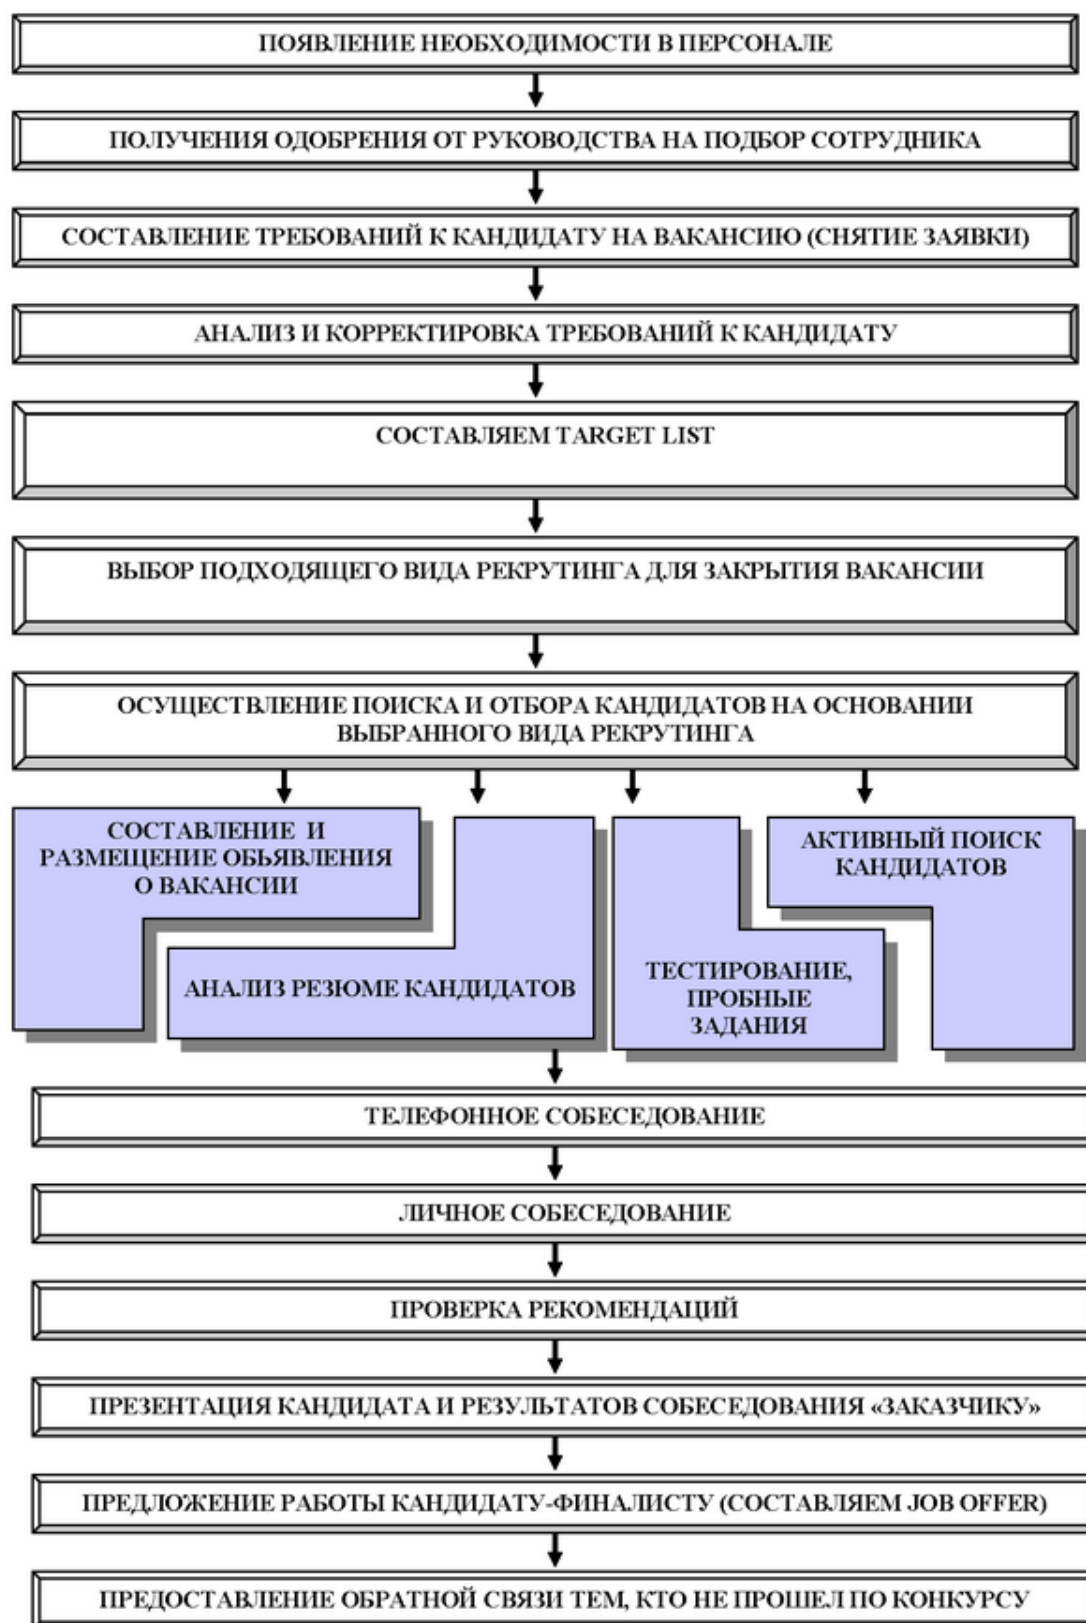 ПОЯВЛЕНИЕ НЕОБХОДИМОСТИ В ПЕРСОНАЛЕ
ПОЛУЧЕНИЯ ОДОБРЕНИЯ ОТ РУКОВОДСТВА НА ПОДБОР СОТРУДНИКА
СОСТАВЛЕНИЕ ТРЕБОВАНИЙ К КАНДИДАТУ НА ВАКАНСИЮ (СНЯТИЕ ЗАЯВКИ)
АНАЛИЗ И КОРРЕКТИРОВКА ТРЕБОВАНИЙ К КАНДИДАТУ
СОСТАВЛЯЕМ TARGET LIST
ВЫБОР ПОДХОДЯЩЕГО ВИДА РЕКРУТИНГА ДЛЯ ЗАКРЫТИЯ ВАКАНСИИ
ОСУЩЕСТВЛЕНИЕ ПОИСКА И ОТБОРА КАНДИДАТОВ НА ОСНОВАНИИ
ВЫБРАННОГО ВИДА РЕКРУТИНГА
СОСТАВЛЕНИЕ И
РАЗМЕЩЕНИЕ ОБЬЯВЛЕНИЯ
О ВАКАНСИИ
АНАЛИЗ РЕЗЮМЕ КАНДИДАТОВ
ТЕСТИРОВАНИЕ,
ПРОБНЫЕ
ЗАДАНИЯ
АКТИВНЫЙ ПОИСК
КАНДИДАТОВ
ТЕЛЕФОННОЕ СОБЕСЕДОВАНИЕ
ЛИЧНОЕ СОБЕСЕДОВАНИЕ
ПРОВЕРКА РЕКОМЕНДАЦИЙ
ПРЕЗЕНТАЦИЯ КАНДИДАТА И РЕЗУЛЬТАТОВ СОБЕСЕДОВАНИЯ «ЗАКАЗЧИКУ»
ПРЕДЛОЖЕНИЕ РАБОТЫ КАНДИДАТУ-ФИНАЛИСТУ (СОСТАВЛЯЕМ JOB OFFER)
ПРЕДОСТАВЛЕНИЕ ОБРАТНОЙ СВЯЗИ ТЕМ, КТО НЕ ПРОШЕЛ ПО КОНКУРСУ